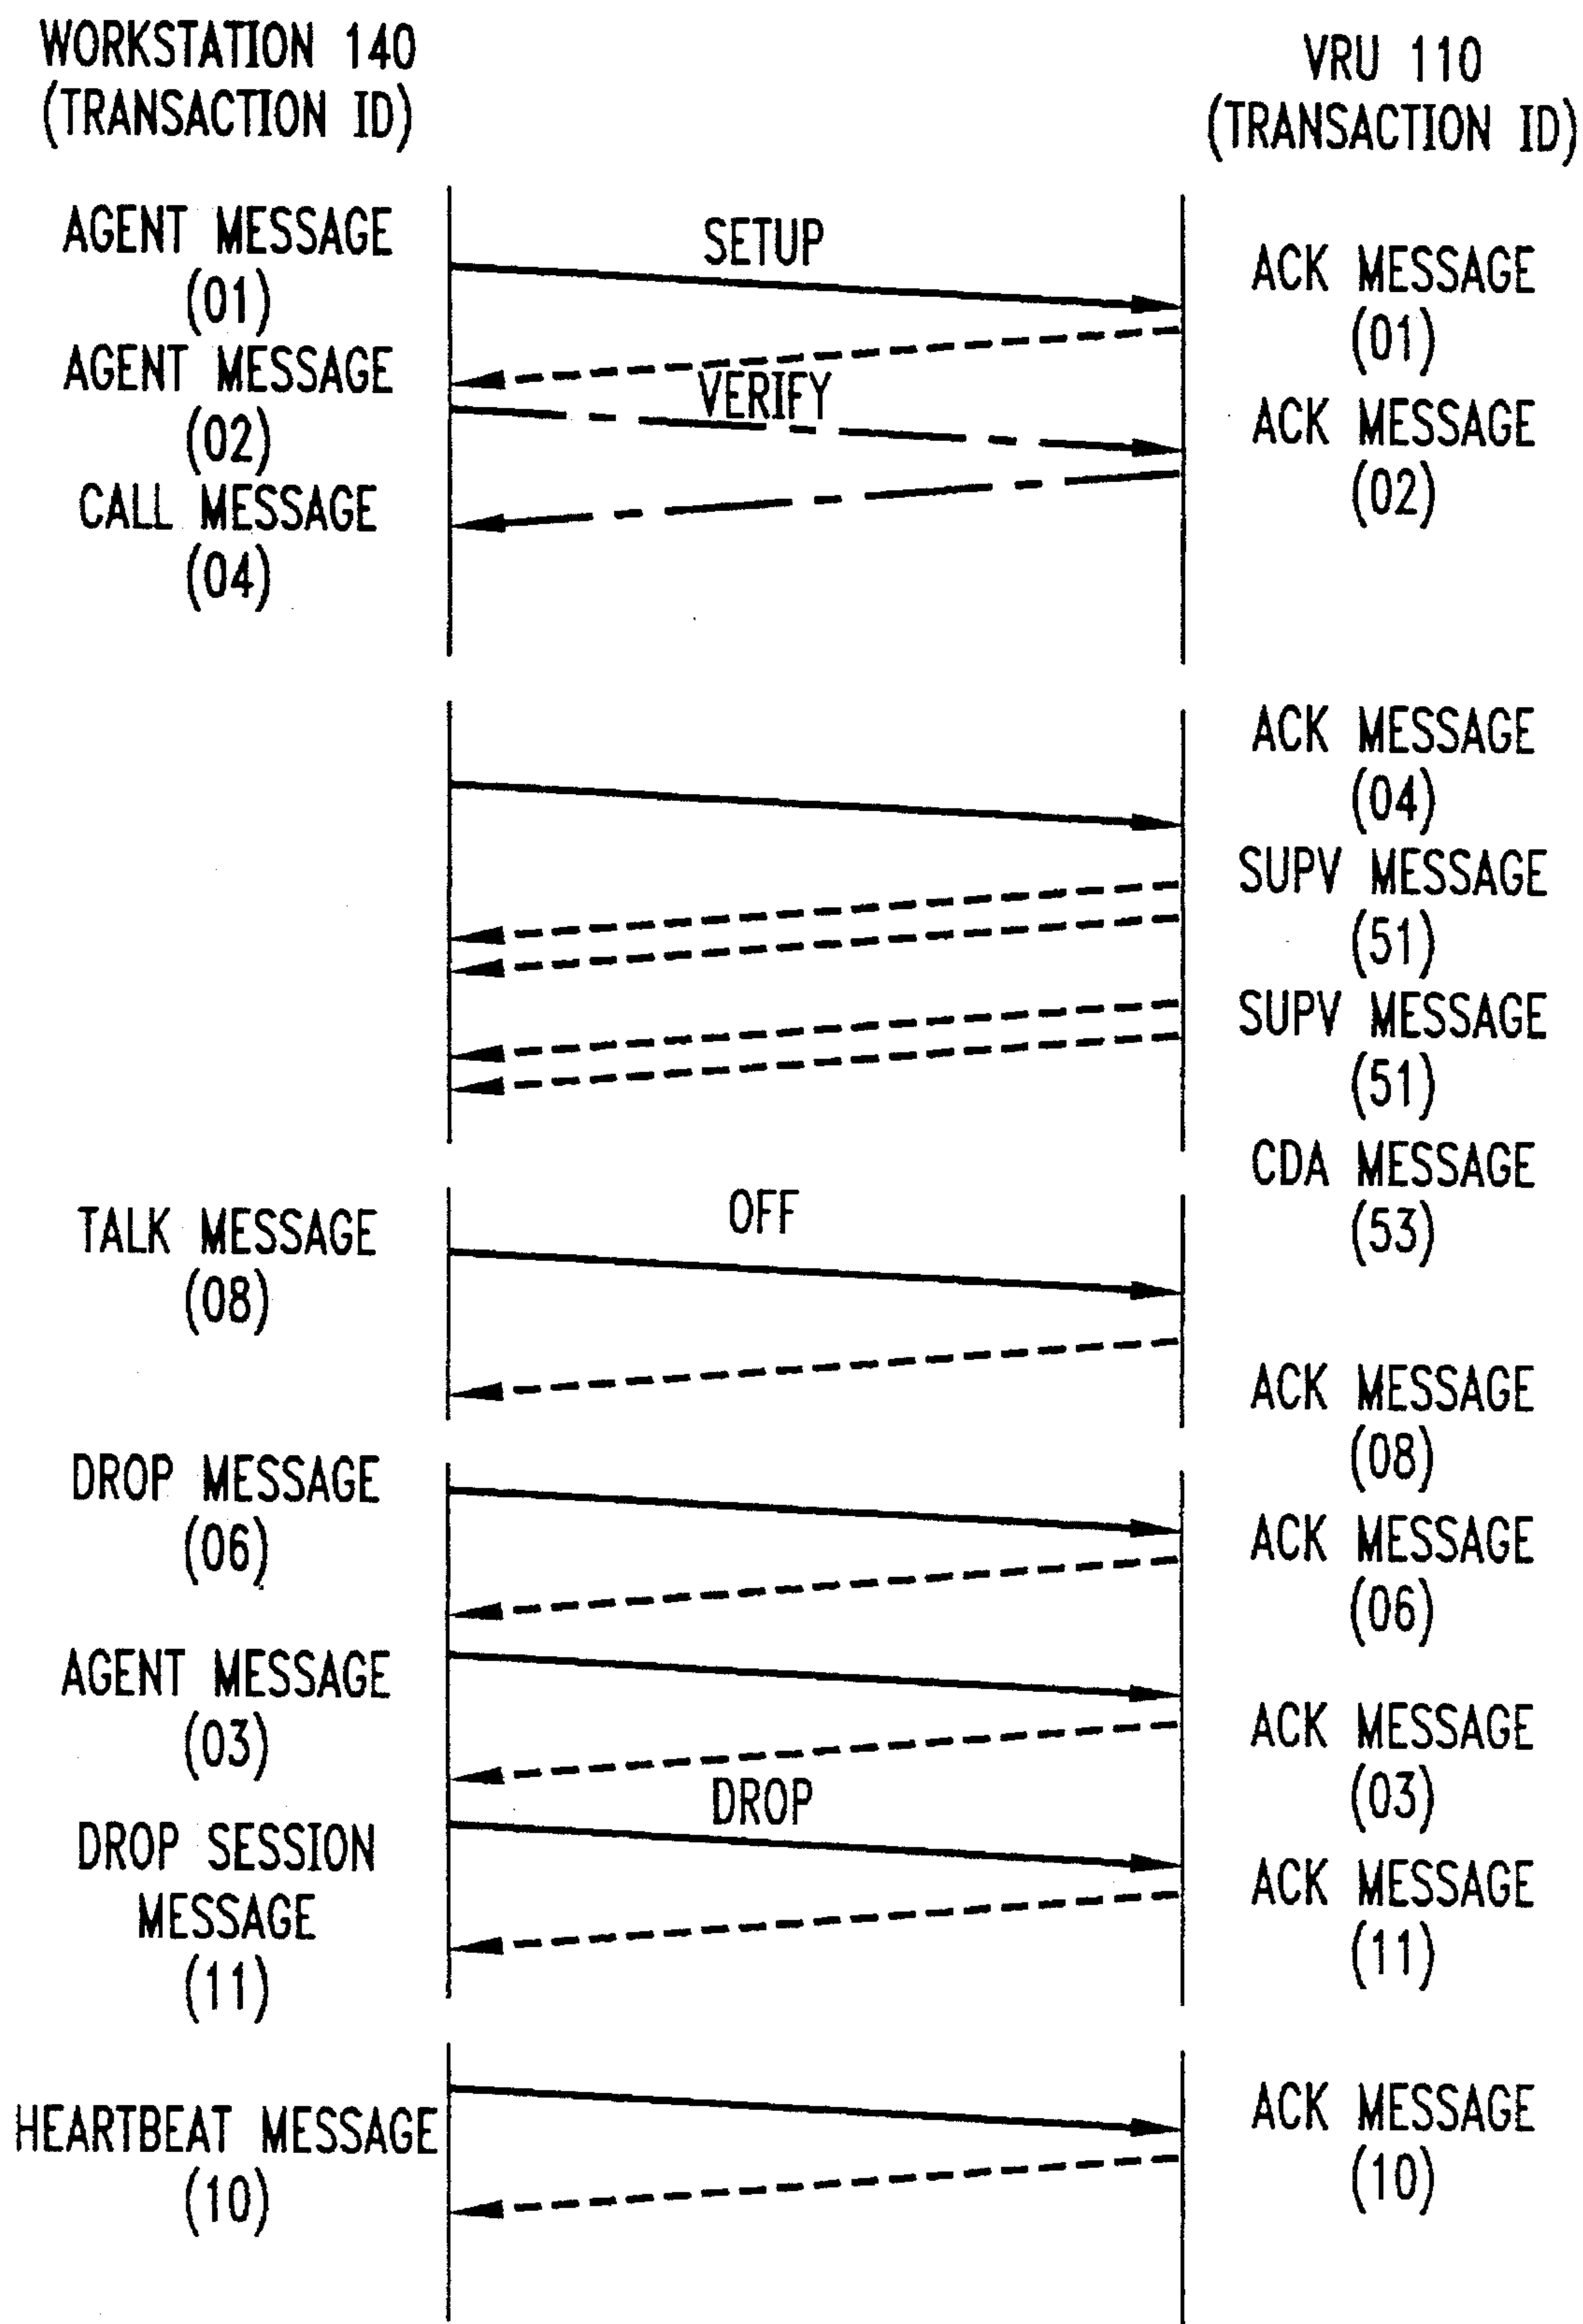 WORKSTATION 140
(TRANSACTION ID)
VRU 110
(TRANSACTION ID)
AGENT MESSAGE
(01)
SETUP
ACK MESSAGE
(01)
AGENT MESSAGE
(02)
VERIFY
ACK MESSAGE
(02)
CALL MESSAGE
(04)
ACK MESSAGE
(04)
SUPV MESSAGE
(51)
SUPV MESSAGE
(51)
CDA MESSAGE
(53)
TALK MESSAGE
(08)
OFF
ACK MESSAGE
(08)
DROP MESSAGE
(06)
ACK MESSAGE
(06)
AGENT MESSAGE
(03)
ACK MESSAGE
(03)
DROP
DROP SESSION
MESSAGE
(11)
ACK MESSAGE
(11)
HEARTBEAT MESSAGE
(10)
ACK MESSAGE
(10)